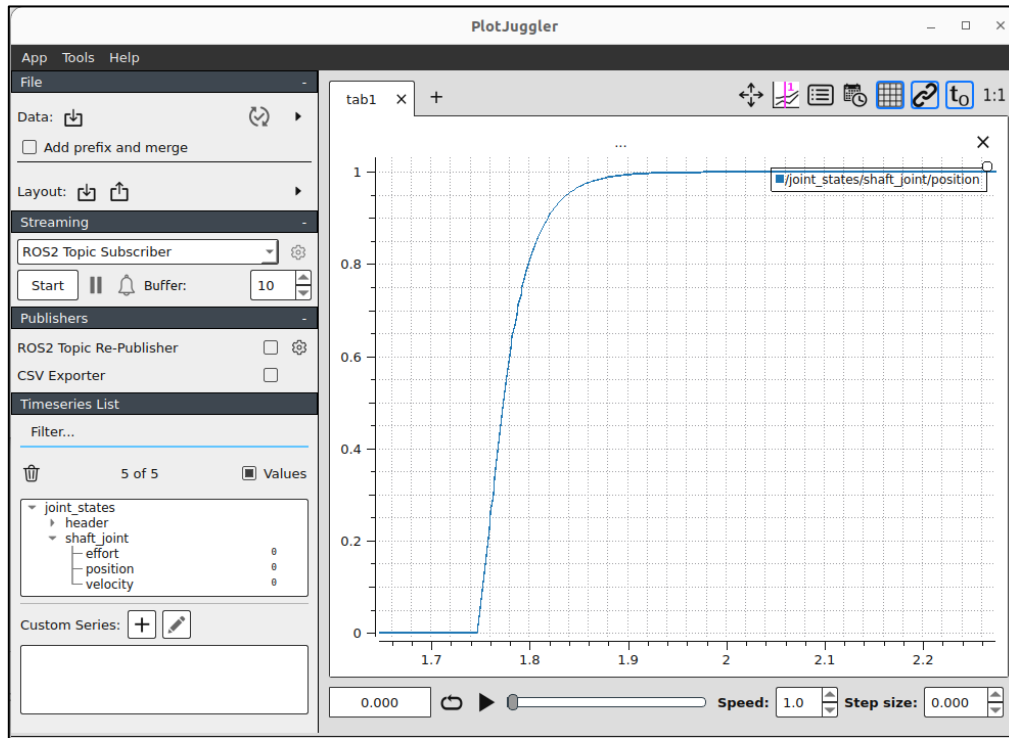 PlotJuggler
App Tools Help
File -
Data:
Add prefix and merge
Layout:
Streaming -
ROS2 Topic Subscriber
Start Buffer: 10
Publishers -
ROS2 Topic Re-Publisher
CSV Exporter
Timeseries List
Filter...
5 of 5 Values
joint_states
header
shaft_joint
effort 0
position 0
velocity 0
Custom Series:
tab1
1
t0 1:1
...
/joint_states/shaft_joint/position
1
0.8
0.6
0.4
0.2
0
1.7 1.8 1.9 2 2.1 2.2
0.000 Speed: 1.0 Step size: 0.000